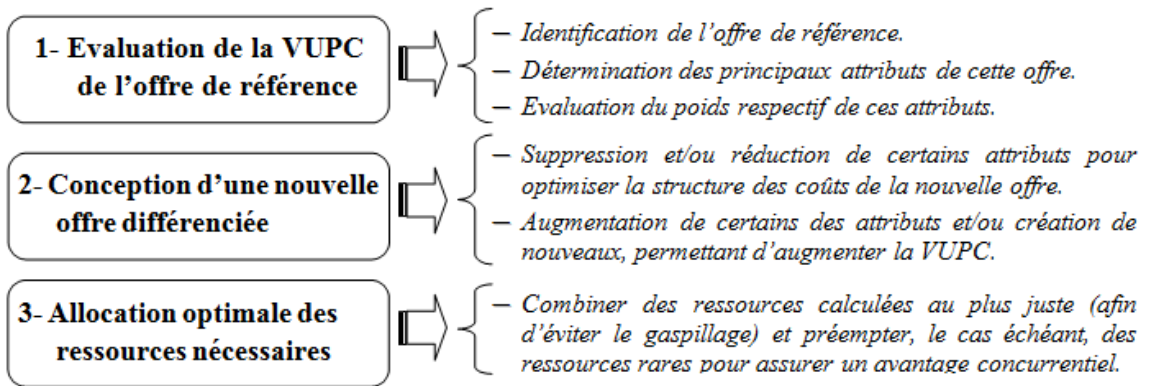 1- Evaluation de la VUPC
de l'offre de référence
– Identification de l'offre de référence.
– Détermination des principaux attributs de cette offre.
– Evaluation du poids respectif de ces attributs.
2- Conception d'une nouvelle
offre différenciée
– Suppression et/ou réduction de certains attributs pour
optimiser la structure des coûts de la nouvelle offre.
– Augmentation de certains des attributs et/ou création de
nouveaux, permettant d'augmenter la VUPC.
3- Allocation optimale des
ressources nécessaires
– Combiner des ressources calculées au plus juste (afin
d'éviter le gaspillage) et préempter, le cas échéant, des
ressources rares pour assurer un avantage concurrentiel.